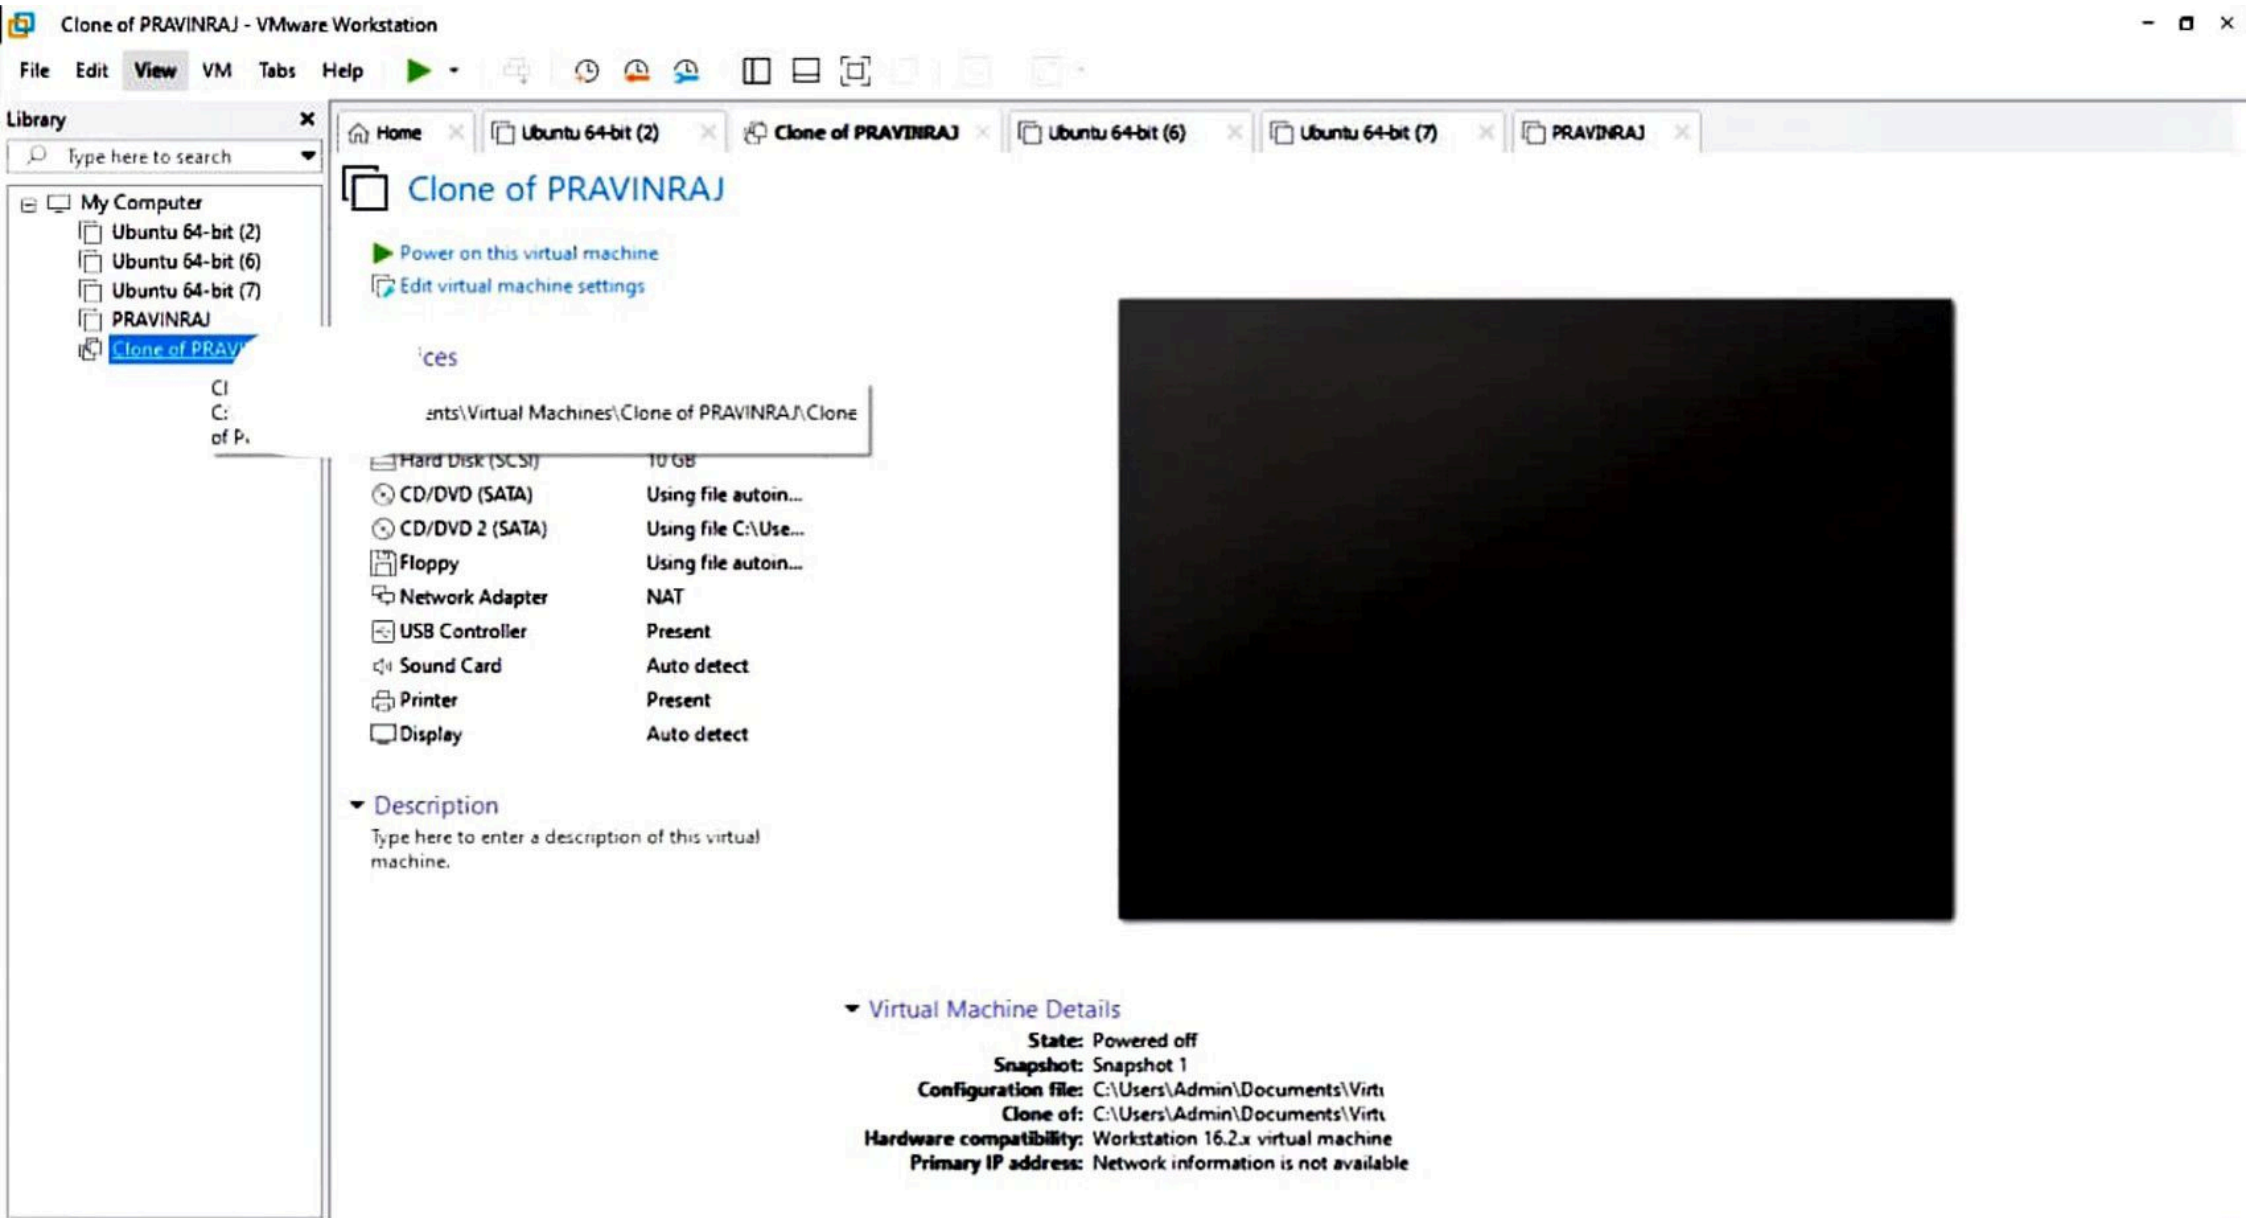 Clone of PRAVINRAJ - VMware Workstation
File Edit View VM Tabs Help
Library
Type here to search
My Computer
Ubuntu 64-bit (2)
Ubuntu 64-bit (6)
Ubuntu 64-bit (7)
PRAVINRAJ
Clone of PRAVI
Home Ubuntu 64-bit (2) Clone of PRAVINRAJ Ubuntu 64-bit (6) Ubuntu 64-bit (7) PRAVINRAJ
Clone of PRAVINRAJ
Power on this virtual machine
Edit virtual machine settings
ces
Cl
C: ents\Virtual Machines\Clone of PRAVINRAJ\Clone
of P
Hard Disk (SCSI) 10 GB
CD/DVD (SATA) Using file autoin...
CD/DVD 2 (SATA) Using file C:\Use...
Floppy Using file autoin...
Network Adapter NAT
USB Controller Present
Sound Card Auto detect
Printer Present
Display Auto detect
Description
Type here to enter a description of this virtual
machine.
Virtual Machine Details
State: Powered off
Snapshot: Snapshot 1
Configuration file: C:\Users\Admin\Documents\Virtu
Clone of: C:\Users\Admin\Documents\Virtu
Hardware compatibility: Workstation 16.2.x virtual machine
Primary IP address: Network information is not available